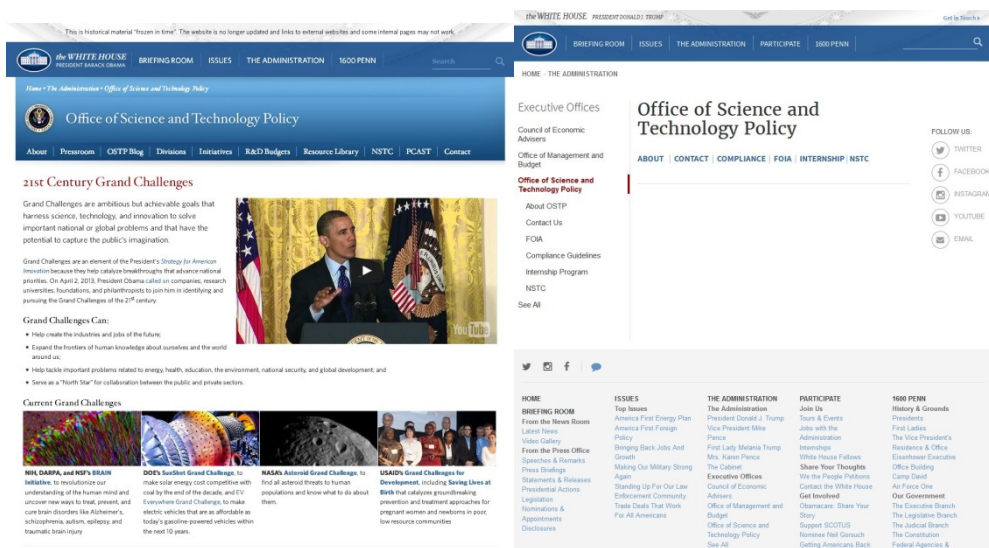 This is historical material "frozen in time". The website is no longer updated and links to external websites and some internal pages may not work.
the WHITE HOUSE
PRESIDENT BARACK OBAMA
BRIEFING ROOM
ISSUES
THE ADMINISTRATION
1600 PENN
Search
Home • The Administration • Office of Science and Technology Policy
Office of Science and Technology Policy
About
Pressroom
OSTP Blog
Divisions
Initiatives
R&D Budgets
Resource Library
NSTC
PCAST
Contact
21st Century Grand Challenges
Grand Challenges are ambitious but achievable goals that
harness science, technology, and innovation to solve
important national or global problems and that have the
potential to capture the public's imagination.
Grand Challenges are an element of the President's Strategy for American
Innovation because they help catalyze breakthroughs that advance national
priorities. On April 2, 2013, President Obama called on companies, research
universities, foundations, and philanthropists to join him in identifying and
pursuing the Grand Challenges of the 21st century.
Grand Challenges Can:
• Help create the industries and jobs of the future;
• Expand the frontiers of human knowledge about ourselves and the world
around us;
• Help tackle important problems related to energy, health, education, the environment, national security, and global development; and
• Serve as a "North Star" for collaboration between the public and private sectors.
YouTube
Current Grand Challenges
NIH, DARPA, and NSF's BRAIN
Initiative, to revolutionize our
understanding of the human mind and
uncover new ways to treat, prevent, and
cure brain disorders like Alzheimer's,
schizophrenia, autism, epilepsy, and
traumatic brain injury
DOE's SunShot Grand Challenge, to
make solar energy cost competitive with
coal by the end of the decade, and EV
Everywhere Grand Challenge, to make
electric vehicles that are as affordable as
today's gasoline-powered vehicles within
the next 10 years.
NASA's Asteroid Grand Challenge, to
find all asteroid threats to human
populations and know what to do about
them.
USAID's Grand Challenges for
Development, including Saving Lives at
Birth that catalyzes groundbreaking
prevention and treatment approaches for
pregnant women and newborns in poor,
low resource communities
the WHITE HOUSE PRESIDENT DONALD J. TRUMP
Get in Touch
BRIEFING ROOM
ISSUES
THE ADMINISTRATION
PARTICIPATE
1600 PENN
HOME · THE ADMINISTRATION
Executive Offices
Council of Economic
Advisers
Office of Management and
Budget
Office of Science and
Technology Policy
About OSTP
Contact Us
FOIA
Compliance Guidelines
Internship Program
NSTC
See All
Office of Science and
Technology Policy
ABOUT | CONTACT | COMPLIANCE | FOIA | INTERNSHIP | NSTC
FOLLOW US:
TWITTER
FACEBOOK
INSTAGRAM
YOUTUBE
EMAIL
HOME
BRIEFING ROOM
From the News Room
Latest News
Video Gallery
From the Press Office
Speeches & Remarks
Press Briefings
Statements & Releases
Presidential Actions
Legislation
Nominations &
Appointments
Disclosures
ISSUES
Top Issues
America First Energy Plan
America First Foreign
Policy
Bringing Back Jobs And
Growth
Making Our Military Strong
Again
Standing Up For Our Law
Enforcement Community
Trade Deals That Work
For All Americans
THE ADMINISTRATION
The Administration
President Donald J. Trump
Vice President Mike
Pence
First Lady Melania Trump
Mrs. Karen Pence
The Cabinet
Executive Offices
Council of Economic
Advisers
Office of Management and
Budget
Office of Science and
Technology Policy
See All
PARTICIPATE
Join Us
Tours & Events
Jobs with the
Administration
Internships
White House Fellows
Share Your Thoughts
We the People Petitions
Contact the White House
Get Involved
Obamacare: Share Your
Story
Support SCOTUS
Nominee Neil Gorsuch
Getting Americans Back
1600 PENN
History & Grounds
Presidents
First Ladies
The Vice President's
Residence & Office
Eisenhower Executive
Office Building
Camp David
Air Force One
Our Government
The Executive Branch
The Legislative Branch
The Judicial Branch
The Constitution
Federal Agencies &